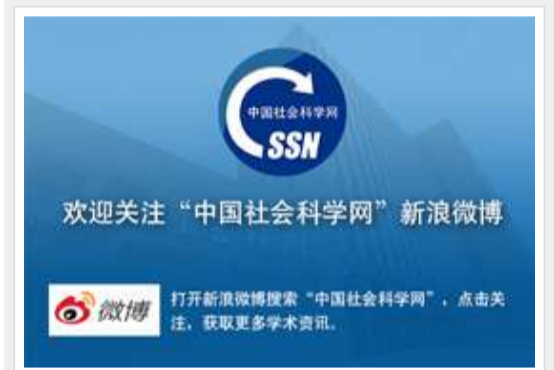 中国社会科学网
CSSN
欢迎关注“中国社会科学网”新浪微博
微博
打开新浪微博搜索“中国社会科学网”，点击关
注，获取更多学术资讯。